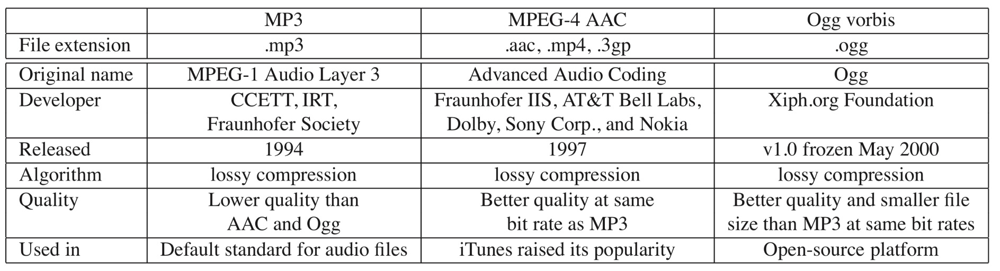 MP3 MPEG-4 AAC Ogg vorbis
File extension .mp3 .aac, .mp4, .3gp .ogg
Original name MPEG-1 Audio Layer 3 Advanced Audio Coding Ogg
Developer CCETT, IRT, Fraunhofer IIS, AT&T Bell Labs, Xiph.org Foundation
Fraunhofer Society Dolby, Sony Corp., and Nokia
Released 1994 1997 v1.0 frozen May 2000
Algorithm lossy compression lossy compression lossy compression
Quality Lower quality than Better quality at same Better quality and smaller file
AAC and Ogg bit rate as MP3 size than MP3 at same bit rates
Used in Default standard for audio files iTunes raised its popularity Open-source platform